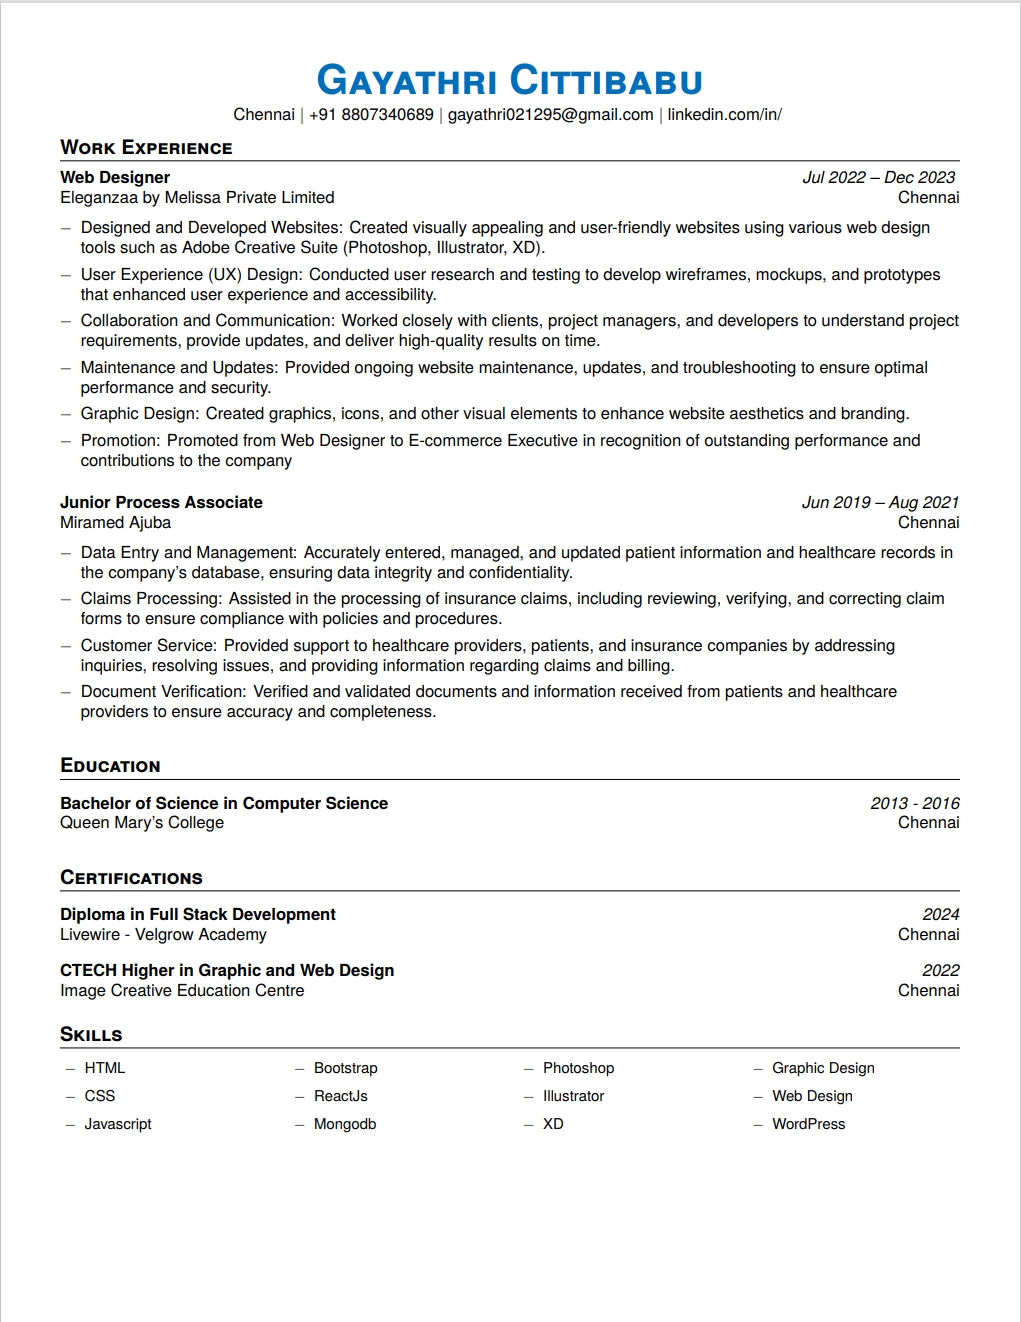 Gayathri Cittibabu
Chennai | +91 8807340689 | gayathri021295@gmail.com | linkedin.com/in/
Work Experience
Web Designer Jul 2022 – Dec 2023
Eleganzaa by Melissa Private Limited Chennai
– Designed and Developed Websites: Created visually appealing and user-friendly websites using various web design
tools such as Adobe Creative Suite (Photoshop, Illustrator, XD).
– User Experience (UX) Design: Conducted user research and testing to develop wireframes, mockups, and prototypes
that enhanced user experience and accessibility.
– Collaboration and Communication: Worked closely with clients, project managers, and developers to understand project
requirements, provide updates, and deliver high-quality results on time.
– Maintenance and Updates: Provided ongoing website maintenance, updates, and troubleshooting to ensure optimal
performance and security.
– Graphic Design: Created graphics, icons, and other visual elements to enhance website aesthetics and branding.
– Promotion: Promoted from Web Designer to E-commerce Executive in recognition of outstanding performance and
contributions to the company
Junior Process Associate Jun 2019 – Aug 2021
Miramed Ajuba Chennai
– Data Entry and Management: Accurately entered, managed, and updated patient information and healthcare records in
the company's database, ensuring data integrity and confidentiality.
– Claims Processing: Assisted in the processing of insurance claims, including reviewing, verifying, and correcting claim
forms to ensure compliance with policies and procedures.
– Customer Service: Provided support to healthcare providers, patients, and insurance companies by addressing
inquiries, resolving issues, and providing information regarding claims and billing.
– Document Verification: Verified and validated documents and information received from patients and healthcare
providers to ensure accuracy and completeness.
Education
Bachelor of Science in Computer Science 2013 - 2016
Queen Mary's College Chennai
Certifications
Diploma in Full Stack Development 2024
Livewire - Velgrow Academy Chennai
CTECH Higher in Graphic and Web Design 2022
Image Creative Education Centre Chennai
Skills
– HTML – Bootstrap – Photoshop – Graphic Design
– CSS – ReactJs – Illustrator – Web Design
– Javascript – Mongodb – XD – WordPress